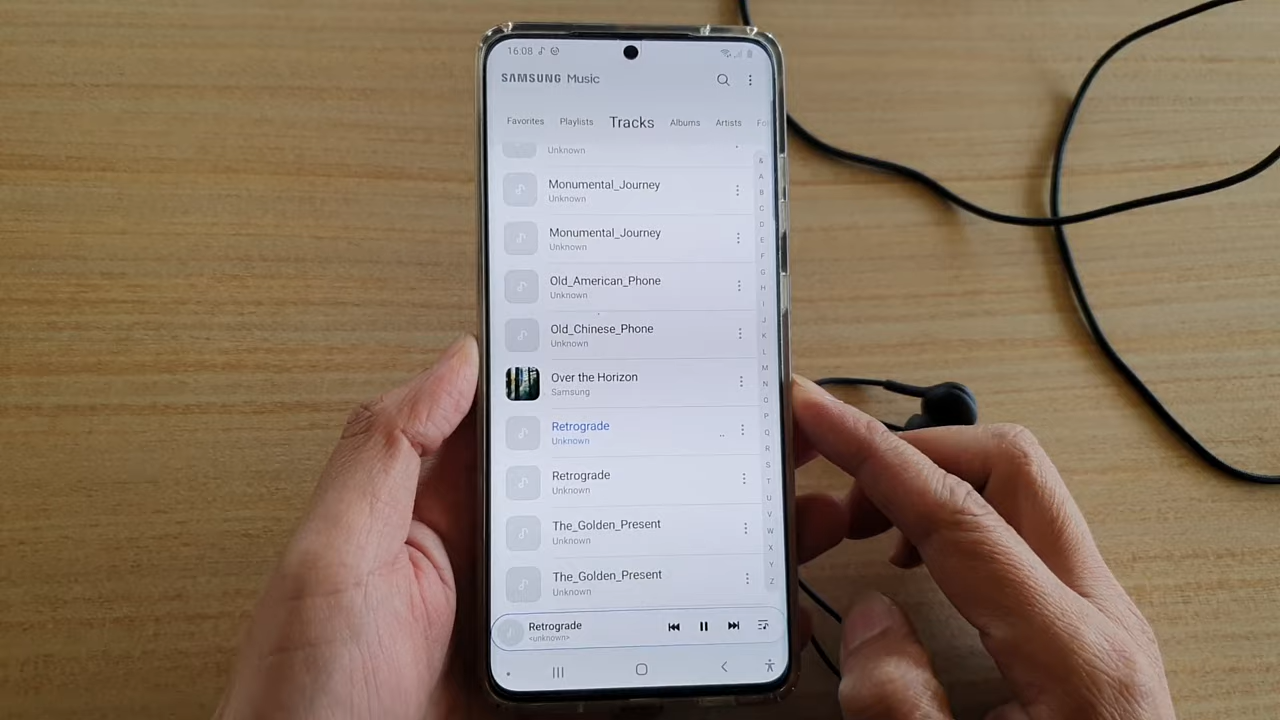 16:08
SAMSUNG Music
Favorites Playlists Tracks Albums Artists Fo
Unknown
&
Monumental_Journey
Unknown
A
B
C
Monumental_Journey
Unknown
D
E
F
Old_American_Phone
Unknown
G
H
I
Old_Chinese_Phone
Unknown
J
K
L
Over the Horizon
Samsung
M
N
O
Retrograde
Unknown
P
Q
R
Retrograde
Unknown
S
T
U
The_Golden_Present
Unknown
V
W
X
The_Golden_Present
Unknown
Y
Z
Retrograde
<unknown>